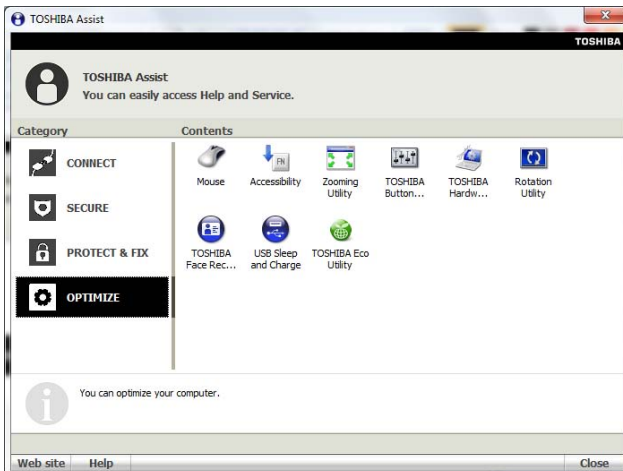 TOSHIBA Assist
TOSHIBA
TOSHIBA Assist
You can easily access Help and Service.
Category
Contents
CONNECT
SECURE
PROTECT & FIX
OPTIMIZE
Mouse
Accessibility
Zooming
Utility
TOSHIBA
Button...
TOSHIBA
Hardw...
Rotation
Utility
TOSHIBA
Face Rec...
USB Sleep
and Charge
TOSHIBA Eco
Utility
FN
You can optimize your computer.
Web site
Help
Close